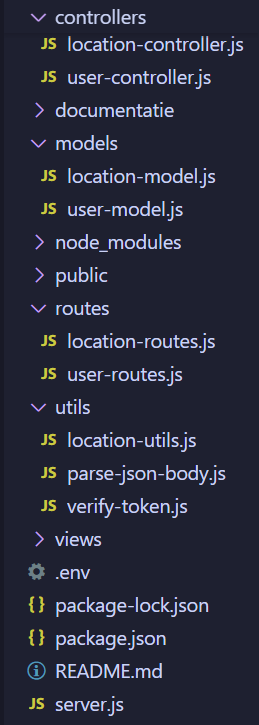 controllers
JS location-controller.js
JS user-controller.js
documentatie
models
JS location-model.js
JS user-model.js
node_modules
public
routes
JS location-routes.js
JS user-routes.js
utils
JS location-utils.js
JS parse-json-body.js
JS verify-token.js
views
.env
{} package-lock.json
{} package.json
README.md
JS server.js